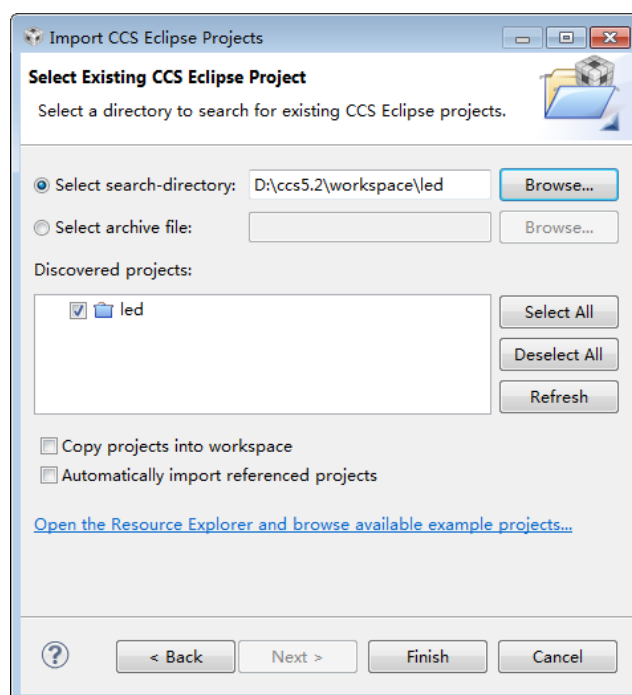 Import CCS Eclipse Projects
Select Existing CCS Eclipse Project
Select a directory to search for existing CCS Eclipse projects.
Select search-directory: D:\ccs5.2\workspace\led Browse...
Select archive file: Browse...
Discovered projects:
led
Select All
Deselect All
Refresh
Copy projects into workspace
Automatically import referenced projects
Open the Resource Explorer and browse available example projects...
? < Back Next > Finish Cancel